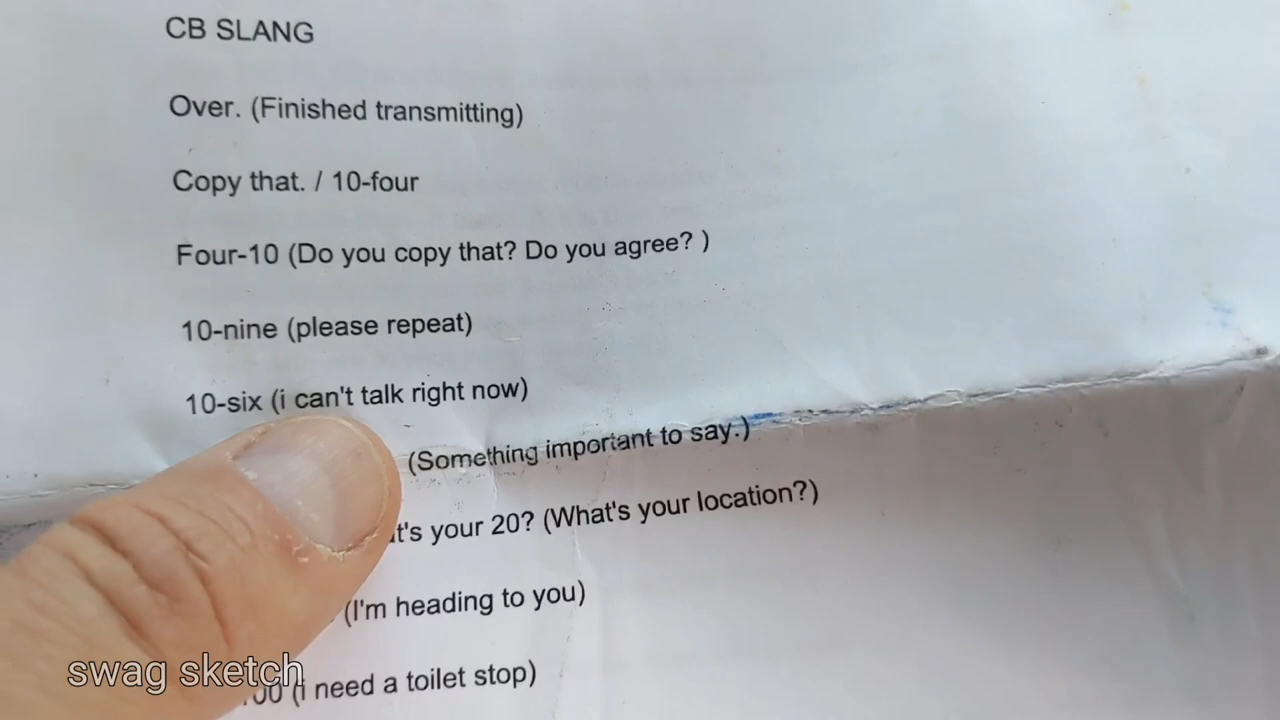 CB SLANG
Over. (Finished transmitting)
Copy that. / 10-four
Four-10 (Do you copy that? Do you agree? )
10-nine (please repeat)
10-six (i can't talk right now)
(Something important to say.)
your 20? (What's your location?)
(I'm heading to you)
(i need a toilet stop)
swag sketch